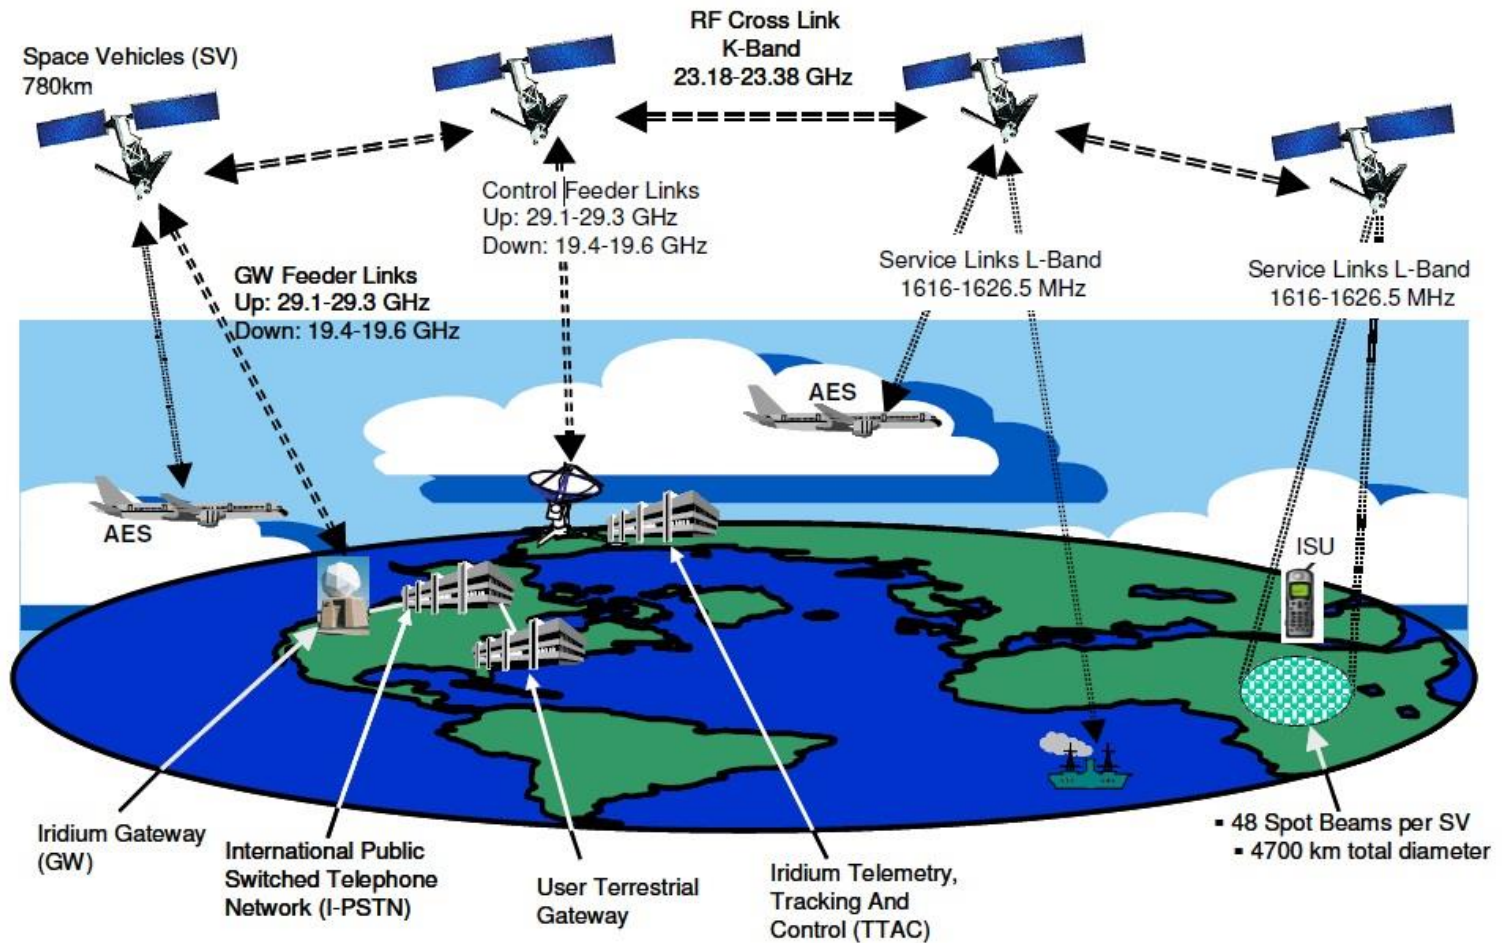 RF Cross Link
K-Band
23.18-23.38 GHz
Space Vehicles (SV)
780km
Control Feeder Links
Up: 29.1-29.3 GHz
Down: 19.4-19.6 GHz
GW Feeder Links
Up: 29.1-29.3 GHz
Down: 19.4-19.6 GHz
Service Links L-Band
1616-1626.5 MHz
Service Links L-Band
1616-1626.5 MHz
AES
AES
ISU
Iridium Gateway
(GW)
International Public
Switched Telephone
Network (I-PSTN)
User Terrestrial
Gateway
Iridium Telemetry,
Tracking And
Control (TTAC)
▪ 48 Spot Beams per SV
▪ 4700 km total diameter